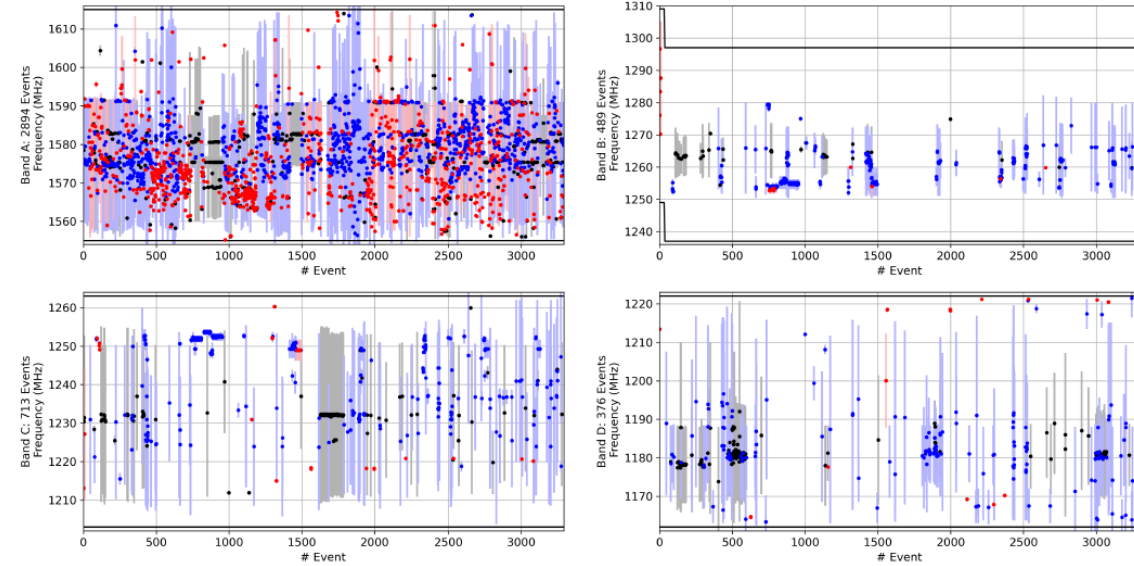 Band A: 2894 Events
Frequency (MHz)
1610
1600
1590
1580
1570
1560
0 500 1000 1500 2000 2500 3000
# Event
Band B: 489 Events
Frequency (MHz)
1310
1300
1290
1280
1270
1260
1250
1240
0 500 1000 1500 2000 2500 3000
# Event
Band C: 713 Events
Frequency (MHz)
1260
1250
1240
1230
1220
1210
0 500 1000 1500 2000 2500 3000
# Event
Band D: 376 Events
Frequency (MHz)
1220
1210
1200
1190
1180
1170
0 500 1000 1500 2000 2500 3000
# Event